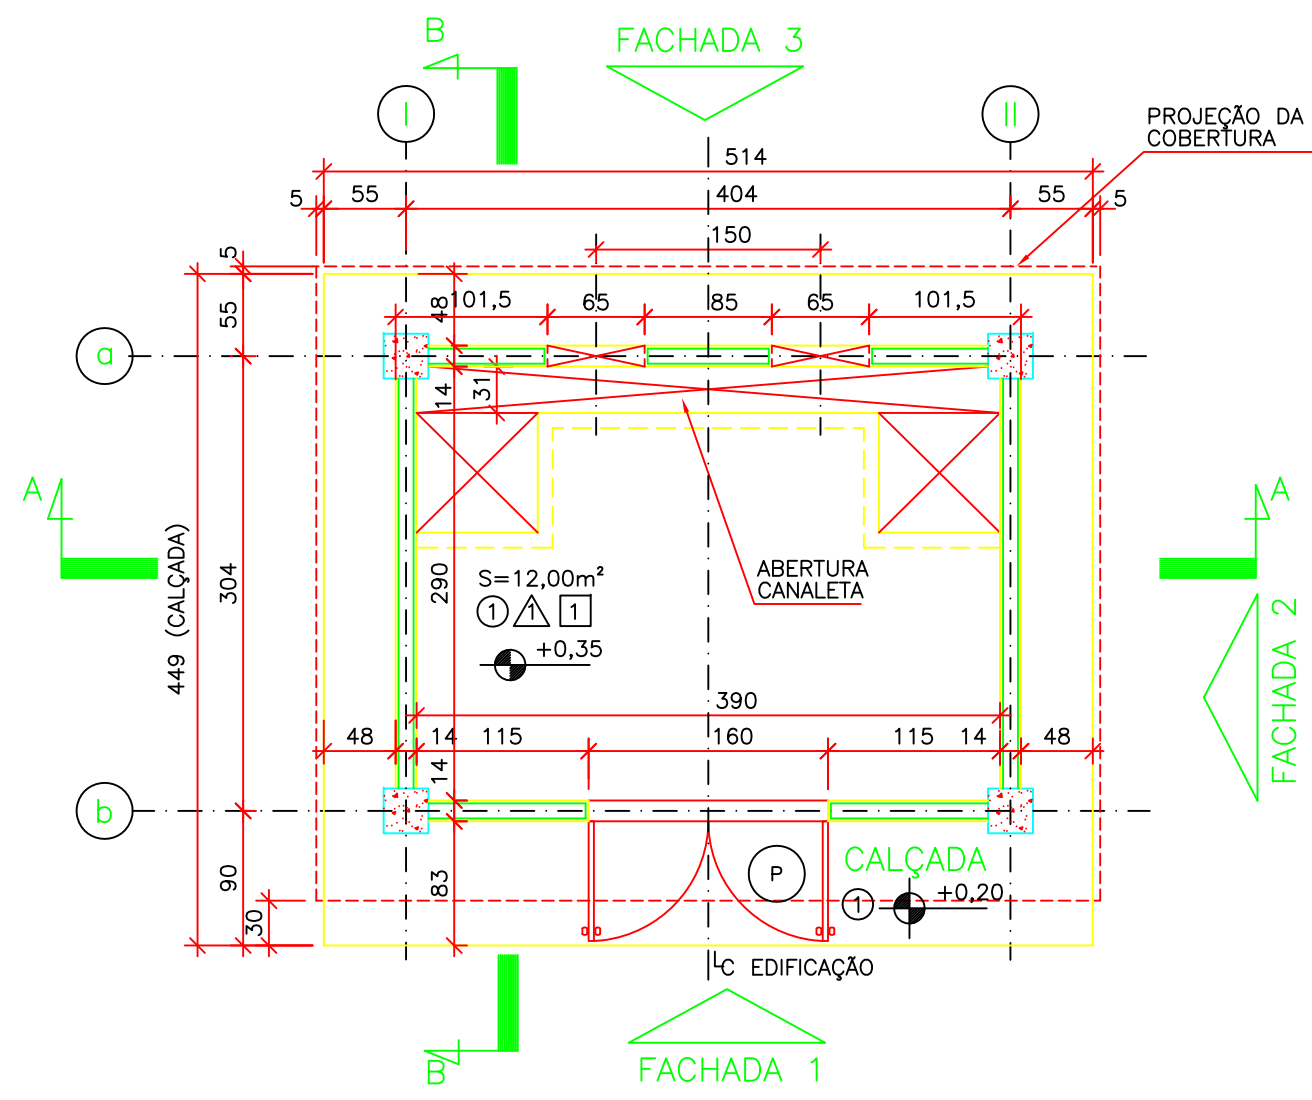 B
FACHADA 3
I
II
PROJEÇÃO DA
COBERTURA
514
5
55
404
55
5
150
5
55
48
101,5
65
85
65
101,5
a
14
31
A
A
449 (CALÇADA)
304
290
S=12,00m²
1 1 1
+0,35
ABERTURA
CANALETA
FACHADA 2
390
48
14
115
160
115
14
48
14
b
90
83
30
P
CALÇADA
1
+0,20
LC EDIFICAÇÃO
B
FACHADA 1